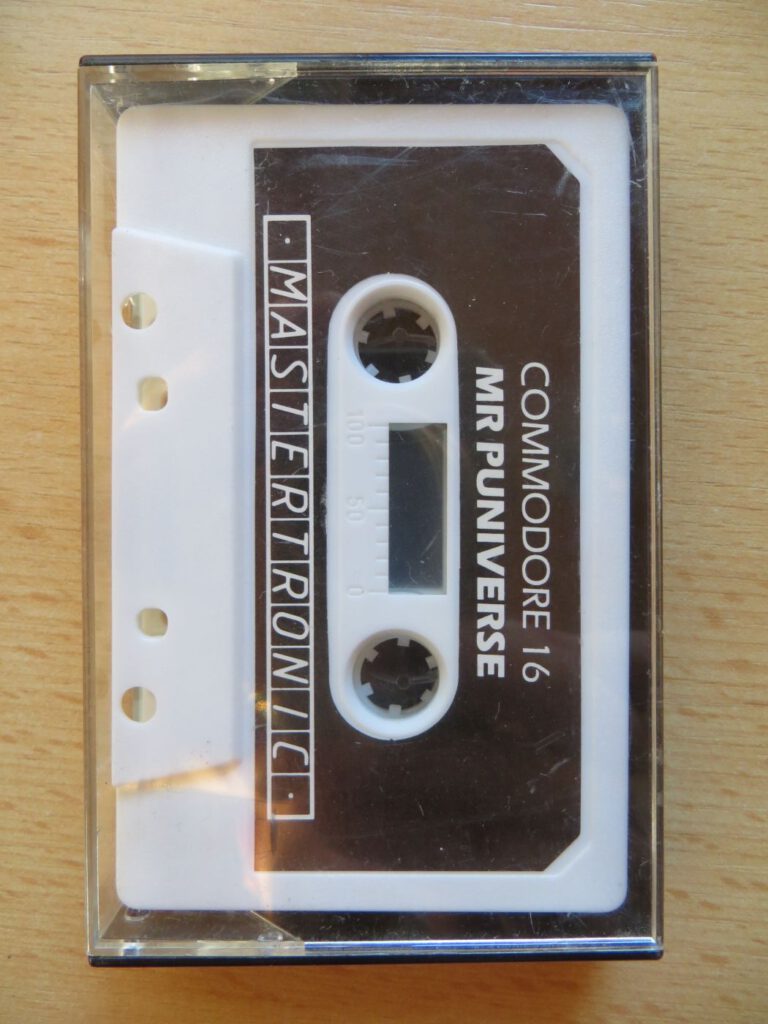 COMMODORE 16
MR PUNIVERSE
100 50 0
MASTERTRONIC